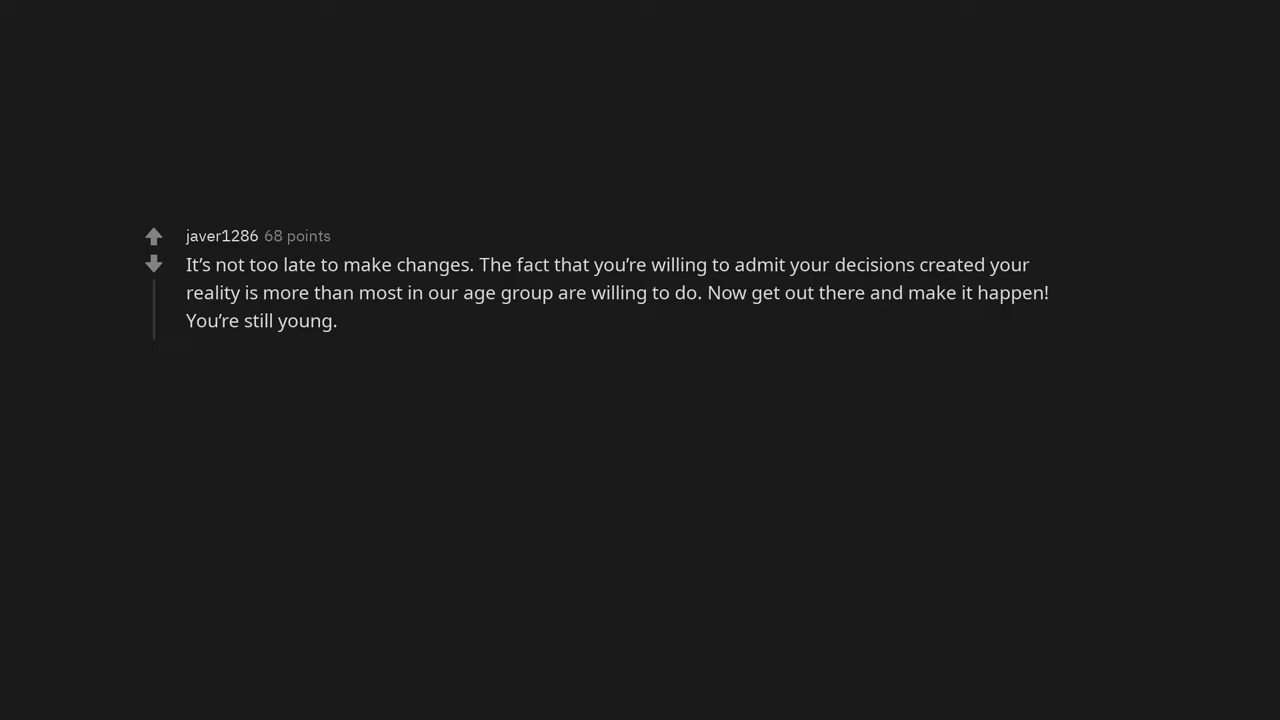 javer1286 68 points
It’s not too late to make changes. The fact that you’re willing to admit your decisions created your
reality is more than most in our age group are willing to do. Now get out there and make it happen!
You’re still young.